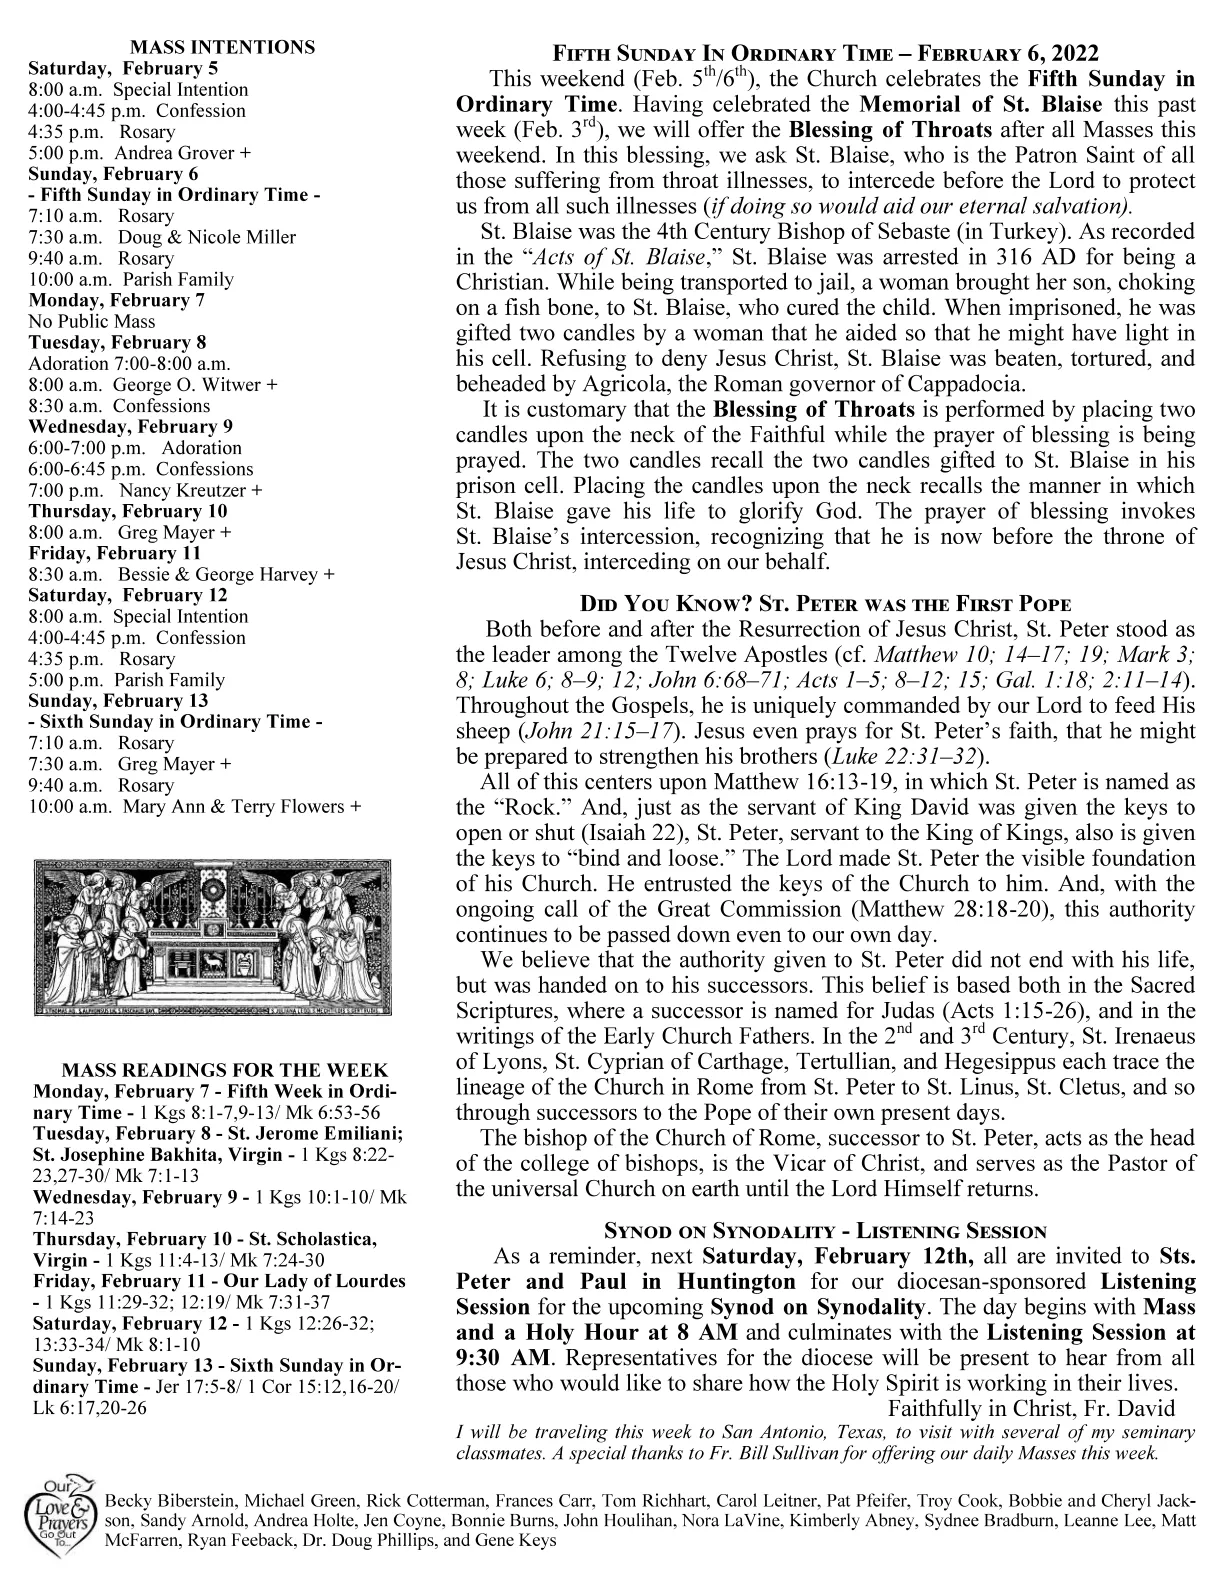 MASS INTENTIONS
Saturday,  February 5
8:00 a.m.  Special Intention
4:00-4:45 p.m.  Confession
4:35 p.m.   Rosary
5:00 p.m.  Andrea Grover +
Sunday, February 6
- Fifth Sunday in Ordinary Time -
7:10 a.m.   Rosary
7:30 a.m.   Doug & Nicole Miller
9:40 a.m.   Rosary
10:00 a.m.  Parish Family
Monday, February 7
No Public Mass
Tuesday, February 8
Adoration 7:00-8:00 a.m.
8:00 a.m.  George O. Witwer +
8:30 a.m.  Confessions
Wednesday, February 9
6:00-7:00 p.m.   Adoration
6:00-6:45 p.m.  Confessions
7:00 p.m.   Nancy Kreutzer +
Thursday, February 10
8:00 a.m.   Greg Mayer +
Friday, February 11
8:30 a.m.   Bessie & George Harvey +
Saturday,  February 12
8:00 a.m.  Special Intention
4:00-4:45 p.m.  Confession
4:35 p.m.   Rosary
5:00 p.m.  Parish Family
Sunday, February 13
- Sixth Sunday in Ordinary Time -
7:10 a.m.   Rosary
7:30 a.m.   Greg Mayer +
9:40 a.m.   Rosary
10:00 a.m.  Mary Ann & Terry Flowers +
MASS READINGS FOR THE WEEK
Monday, February 7 - Fifth Week in Ordi-
nary Time - 1 Kgs 8:1-7,9-13/ Mk 6:53-56
Tuesday, February 8 - St. Jerome Emiliani;
St. Josephine Bakhita, Virgin - 1 Kgs 8:22-
23,27-30/ Mk 7:1-13
Wednesday, February 9 - 1 Kgs 10:1-10/ Mk
7:14-23
Thursday, February 10 - St. Scholastica,
Virgin - 1 Kgs 11:4-13/ Mk 7:24-30
Friday, February 11 - Our Lady of Lourdes
- 1 Kgs 11:29-32; 12:19/ Mk 7:31-37
Saturday, February 12 - 1 Kgs 12:26-32;
13:33-34/ Mk 8:1-10
Sunday, February 13 - Sixth Sunday in Or-
dinary Time - Jer 17:5-8/ 1 Cor 15:12,16-20/
Lk 6:17,20-26
Fifth Sunday In Ordinary Time – February 6, 2022
This weekend (Feb. 5th/6th), the Church celebrates the Fifth Sunday in
Ordinary Time. Having celebrated the Memorial of St. Blaise this past
week (Feb. 3rd), we will offer the Blessing of Throats after all Masses this
weekend. In this blessing, we ask St. Blaise, who is the Patron Saint of all
those suffering from throat illnesses, to intercede before the Lord to protect
us from all such illnesses (if doing so would aid our eternal salvation).
St. Blaise was the 4th Century Bishop of Sebaste (in Turkey). As recorded
in the “Acts of St. Blaise,” St. Blaise was arrested in 316 AD for being a
Christian. While being transported to jail, a woman brought her son, choking
on a fish bone, to St. Blaise, who cured the child. When imprisoned, he was
gifted two candles by a woman that he aided so that he might have light in
his cell. Refusing to deny Jesus Christ, St. Blaise was beaten, tortured, and
beheaded by Agricola, the Roman governor of Cappadocia.
It is customary that the Blessing of Throats is performed by placing two
candles upon the neck of the Faithful while the prayer of blessing is being
prayed. The two candles recall the two candles gifted to St. Blaise in his
prison cell. Placing the candles upon the neck recalls the manner in which
St. Blaise gave his life to glorify God. The prayer of blessing invokes
St. Blaise’s intercession, recognizing that he is now before the throne of
Jesus Christ, interceding on our behalf.
Did You Know? St. Peter was the First Pope
Both before and after the Resurrection of Jesus Christ, St. Peter stood as
the leader among the Twelve Apostles (cf. Matthew 10; 14–17; 19; Mark 3;
8; Luke 6; 8–9; 12; John 6:68–71; Acts 1–5; 8–12; 15; Gal. 1:18; 2:11–14).
Throughout the Gospels, he is uniquely commanded by our Lord to feed His
sheep (John 21:15–17). Jesus even prays for St. Peter’s faith, that he might
be prepared to strengthen his brothers (Luke 22:31–32).
All of this centers upon Matthew 16:13-19, in which St. Peter is named as
the “Rock.” And, just as the servant of King David was given the keys to
open or shut (Isaiah 22), St. Peter, servant to the King of Kings, also is given
the keys to “bind and loose.” The Lord made St. Peter the visible foundation
of his Church. He entrusted the keys of the Church to him. And, with the
ongoing call of the Great Commission (Matthew 28:18-20), this authority
continues to be passed down even to our own day.
We believe that the authority given to St. Peter did not end with his life,
but was handed on to his successors. This belief is based both in the Sacred
Scriptures, where a successor is named for Judas (Acts 1:15-26), and in the
writings of the Early Church Fathers. In the 2nd and 3rd Century, St. Irenaeus
of Lyons, St. Cyprian of Carthage, Tertullian, and Hegesippus each trace the
lineage of the Church in Rome from St. Peter to St. Linus, St. Cletus, and so
through successors to the Pope of their own present days.
The bishop of the Church of Rome, successor to St. Peter, acts as the head
of the college of bishops, is the Vicar of Christ, and serves as the Pastor of
the universal Church on earth until the Lord Himself returns.
Synod on Synodality - Listening Session
As a reminder, next Saturday, February 12th, all are invited to Sts.
Peter and Paul in Huntington for our diocesan-sponsored Listening
Session for the upcoming Synod on Synodality. The day begins with Mass
and a Holy Hour at 8 AM and culminates with the Listening Session at
9:30 AM. Representatives for the diocese will be present to hear from all
those who would like to share how the Holy Spirit is working in their lives.
Faithfully in Christ, Fr. David
I will be traveling this week to San Antonio, Texas, to visit with several of my seminary
classmates. A special thanks to Fr. Bill Sullivan for offering our daily Masses this week.
Our
Love &
Prayers
Go Out
To...
Becky Biberstein, Michael Green, Rick Cotterman, Frances Carr, Tom Richhart, Carol Leitner, Pat Pfeifer, Troy Cook, Bobbie and Cheryl Jack-
son, Sandy Arnold, Andrea Holte, Jen Coyne, Bonnie Burns, John Houlihan, Nora LaVine, Kimberly Abney, Sydnee Bradburn, Leanne Lee, Matt
McFarren, Ryan Feeback, Dr. Doug Phillips, and Gene Keys